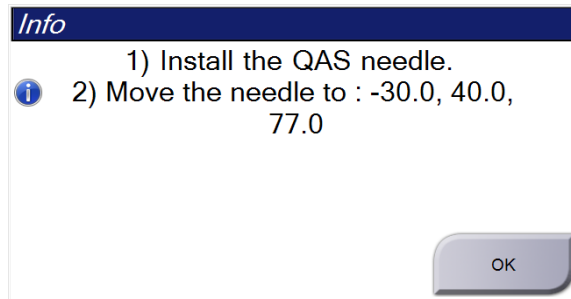 Info
1) Install the QAS needle.
2) Move the needle to : -30.0, 40.0,
77.0
OK